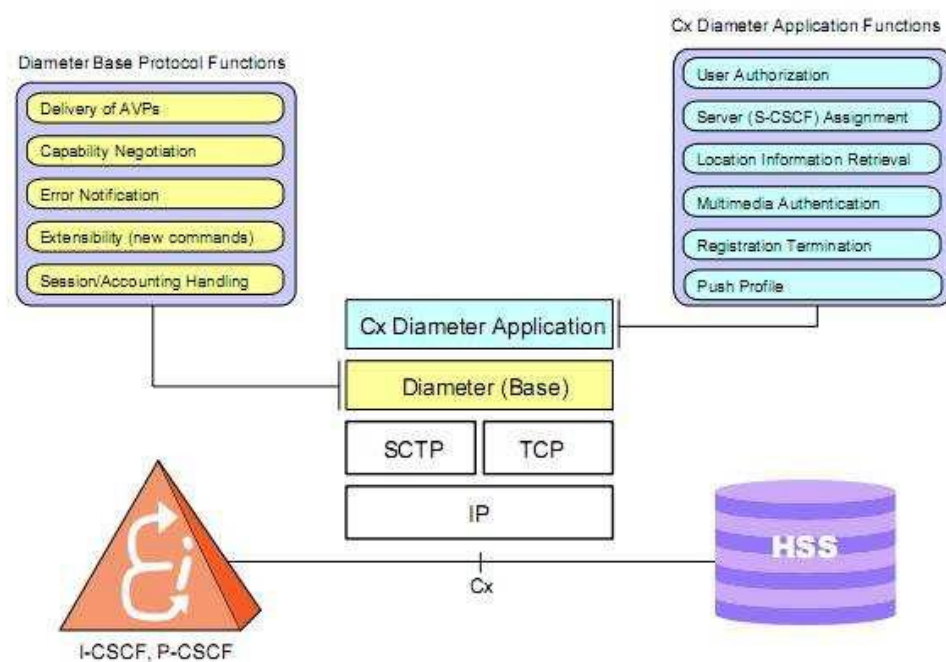 Cx Diameter Application Functions
User Authorization
Server (S-CSCF) Assignment
Location Information Retrieval
Multimedia Authentication
Registration Termination
Push Profile
Diameter Base Protocol Functions
Delivery of AVPs
Capability Negotiation
Error Notification
Extensibility (new commands)
Session/Accounting Handling
Cx Diameter Application
Diameter (Base)
SCTP
TCP
IP
HSS
Cx
I-CSCF, P-CSCF